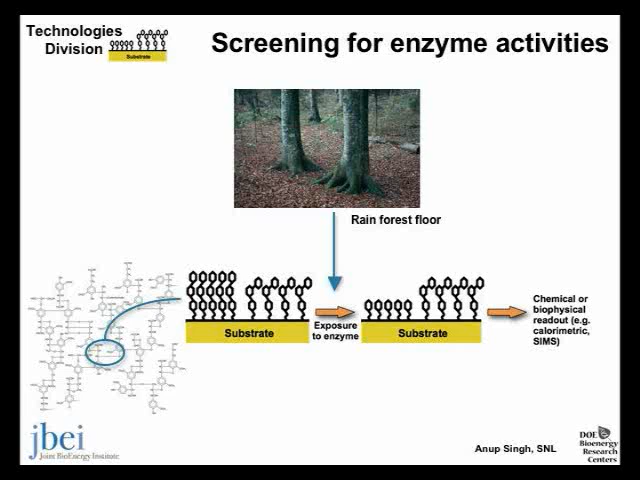 Technologies
Division
Substrate
Screening for enzyme activities
Rain forest floor
Substrate
Exposure
to enzyme
Substrate
Chemical or
biophysical
readout (e.g.
calorimetric,
SIMS)
jbei
Joint BioEnergy Institute
Anup Singh, SNL
DOE
Bioenergy
Research
Centers